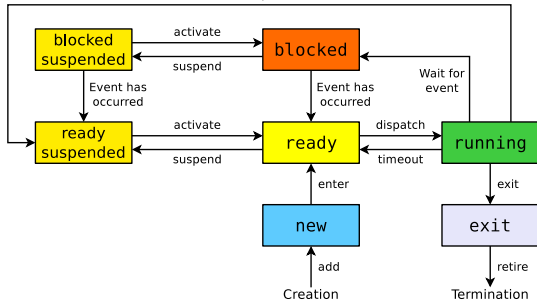 activate
blocked
suspended
blocked
suspend
Wait for
event
Event has
occurred
Event has
occurred
ready
suspended
activate
suspend
ready
dispatch
timeout
running
enter
exit
new
exit
add
retire
Creation
Termination